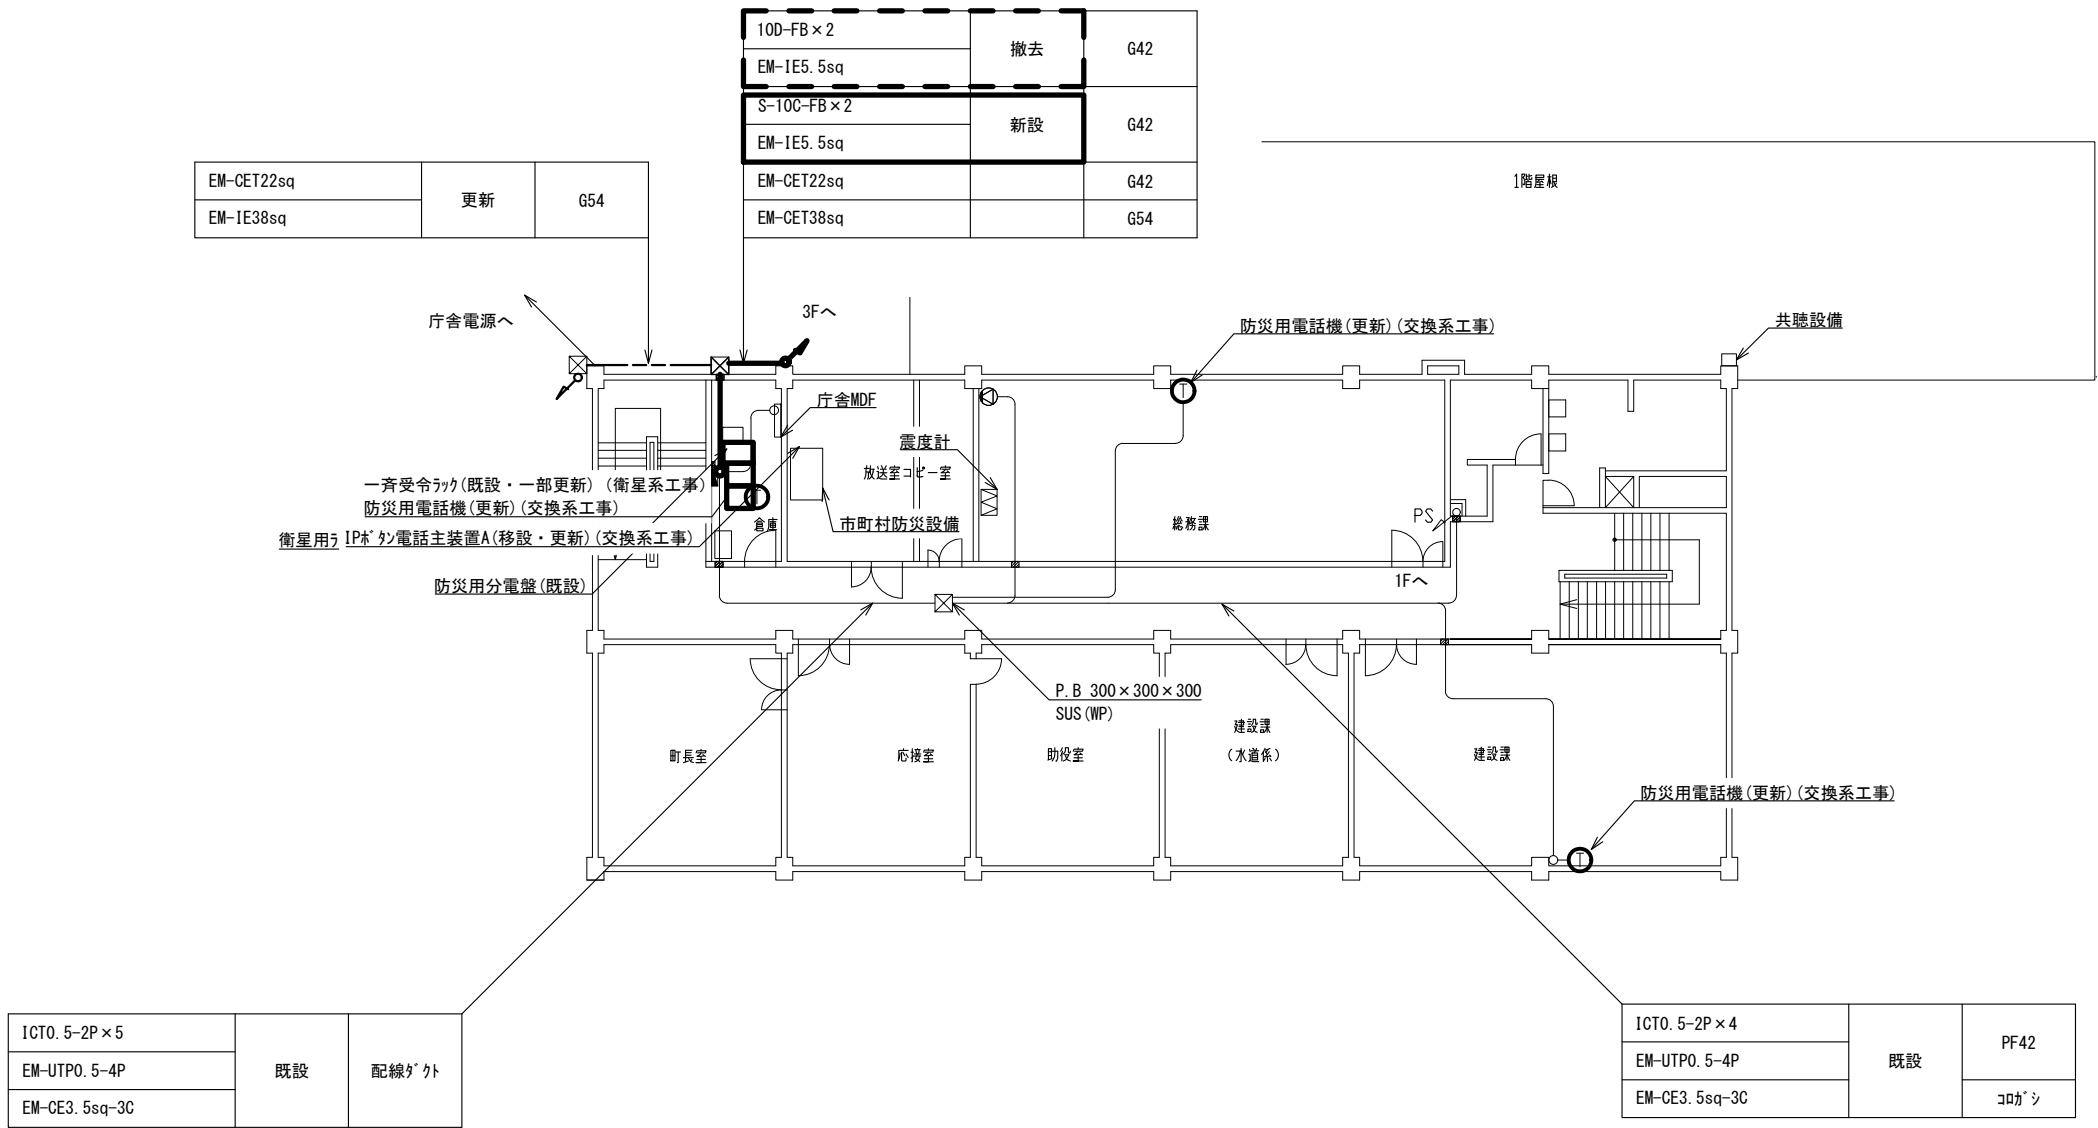 10D-FB×2
撤去
G42
EM-IE5.5sq
S-10C-FB×2
新設
G42
EM-IE5.5sq
EM-CET22sq
G42
EM-CET38sq
G54
EM-CET22sq
更新
G54
EM-IE38sq
1階屋根
庁舎電源へ
3Fへ
防災用電話機(更新)(交換系工事)
共聴設備
庁舎MDF
震度計
放送室コピー室
一斉受令ﾗｯｸ(既設・一部更新)(衛星系工事)
防災用電話機(更新)(交換系工事)
倉庫
市町村防災設備
総務課
PS
衛星用ﾗ
IPﾎﾞﾀﾝ電話主装置A(移設・更新)(交換系工事)
防災用分電盤(既設)
1Fへ
T
P.B 300×300×300
SUS(WP)
町長室
応接室
助役室
建設課
(水道係)
建設課
防災用電話機(更新)(交換系工事)
T
ICT0.5-2P×5
EM-UTP0.5-4P
既設
配線ﾀﾞｸﾄ
EM-CE3.5sq-3C
ICT0.5-2P×4
PF42
EM-UTP0.5-4P
既設
EM-CE3.5sq-3C
ｺﾛｶﾞｼ